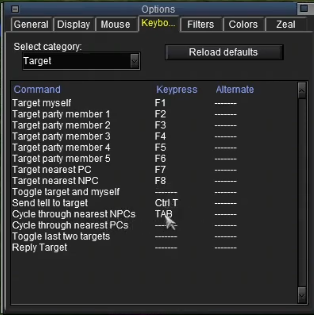 Options
General Display Mouse Keybo... Filters Colors Zeal
Select category:
Target Reload defaults
Command Keypress Alternate
Target myself F1 -------
Target party member 1 F2 -------
Target party member 2 F3 -------
Target party member 3 F4 -------
Target party member 4 F5 -------
Target party member 5 F6 -------
Target nearest PC F7 -------
Target nearest NPC F8 -------
Toggle target and myself ------- -------
Send tell to target Ctrl T -------
Cycle through nearest NPCs TAB -------
Cycle through nearest PCs ------- -------
Toggle last two targets ------- -------
Reply Target ------- -------